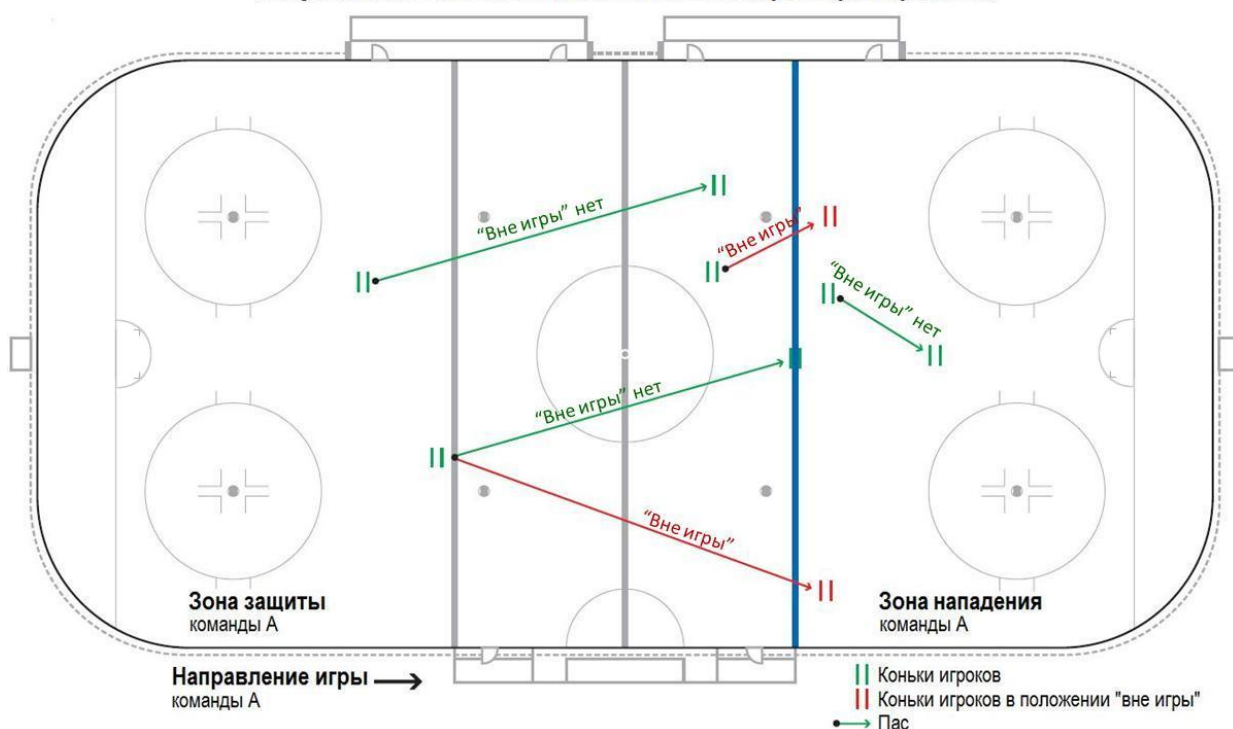 “Вне игры” нет
“Вне игры”
“Вне игры” нет
“Вне игры” нет
“Вне игры”
Зона защиты
команды А
Зона нападения
команды А
Направление игры
команды А
Коньки игроков
Коньки игроков в положении "вне игры"
Пас